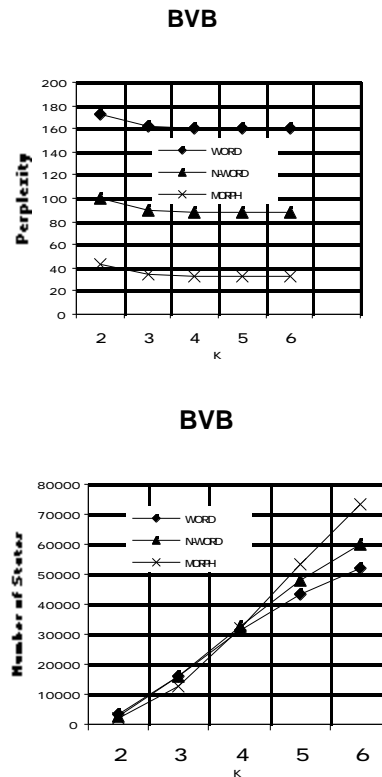 BVB
200
180
160
140
120
100
80
60
40
20
0
Perplexity
WORD
N-WORD
MORPH
2 3 4 5 6
K
BVB
80000
70000
60000
50000
40000
30000
20000
10000
0
Number of States
WORD
N-WORD
MORPH
2 3 4 5 6
K